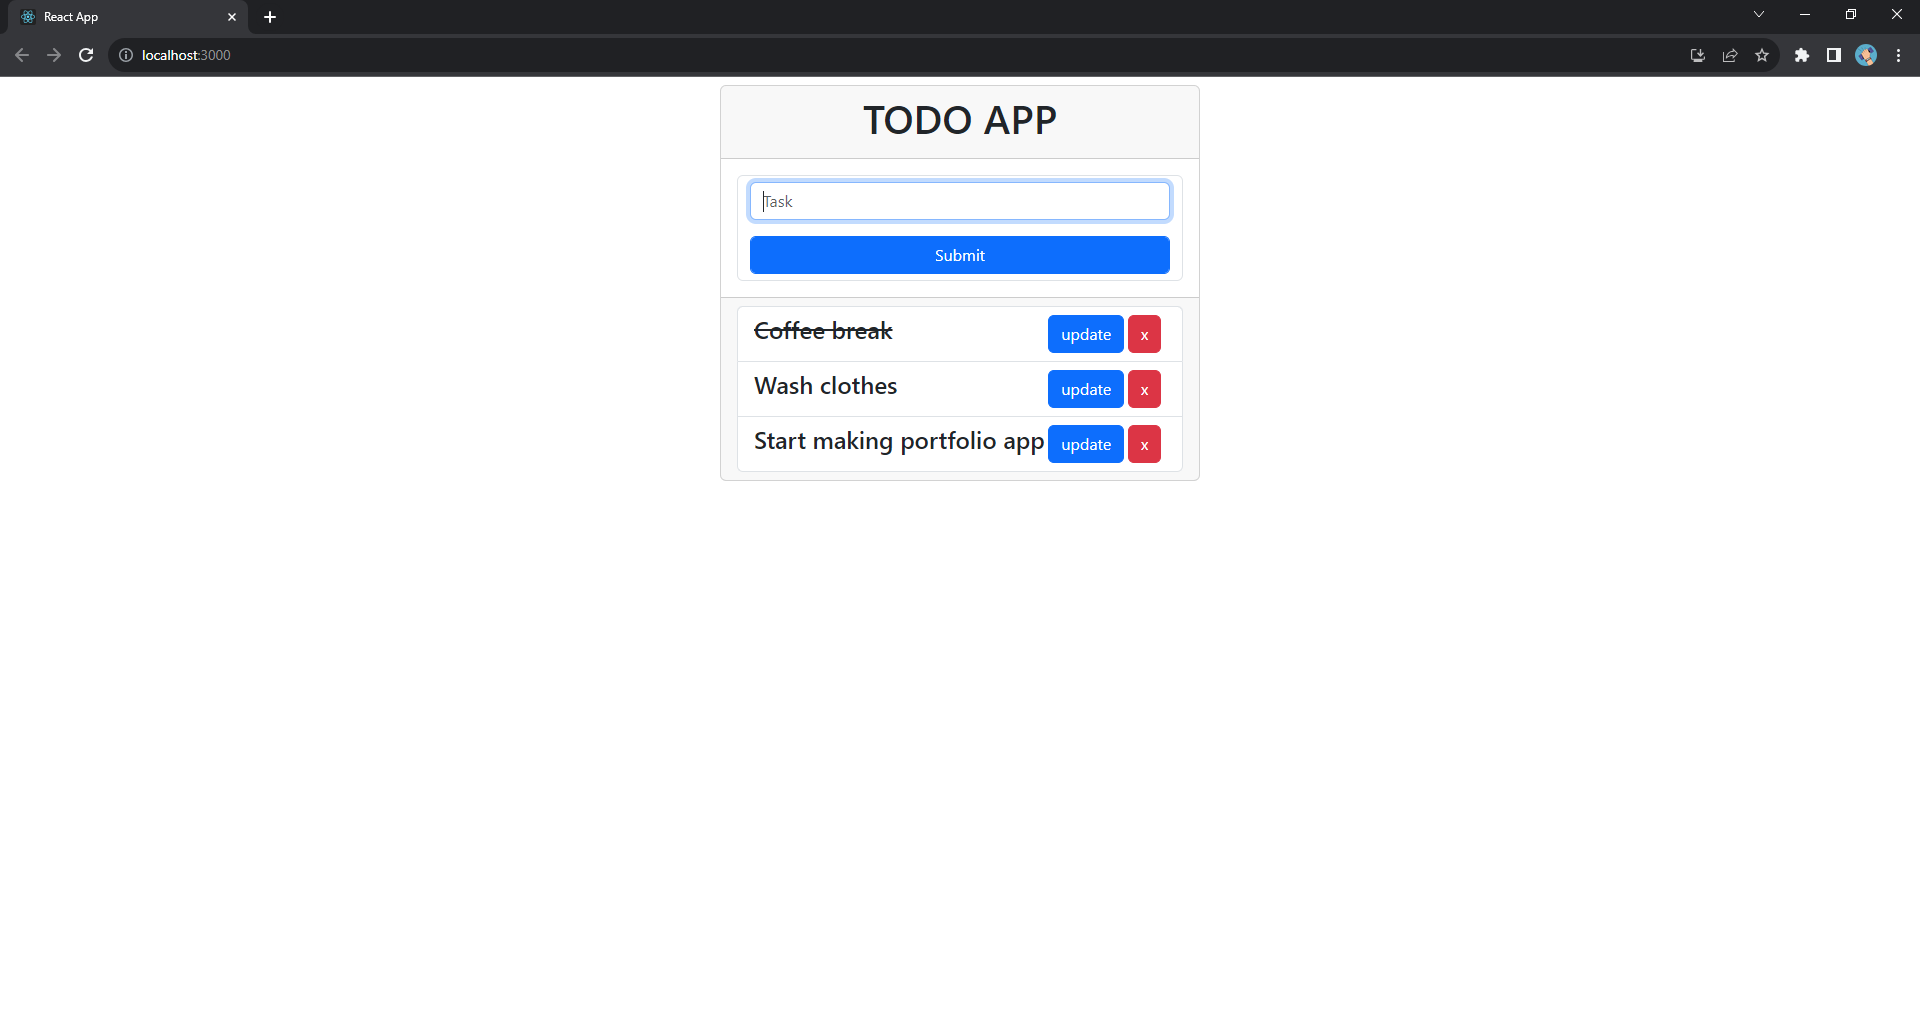 React App
localhost:3000
TODO APP
Task
Submit
Coffee break update x
Wash clothes update x
Start making portfolio app update x